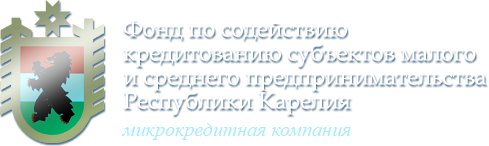 Фонд по содействию
кредитованию субъектов малого
и среднего предпринимательства
Республики Карелия
микрокредитная компания